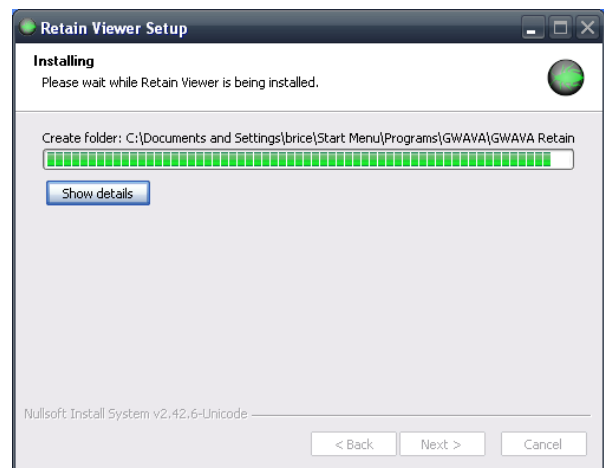 Retain Viewer Setup
Installing
Please wait while Retain Viewer is being installed.
Create folder: C:\Documents and Settings\brice\Start Menu\Programs\GWAVA\GWAVA Retain
Show details
Nullsoft Install System v2.42.6-Unicode
< Back Next > Cancel